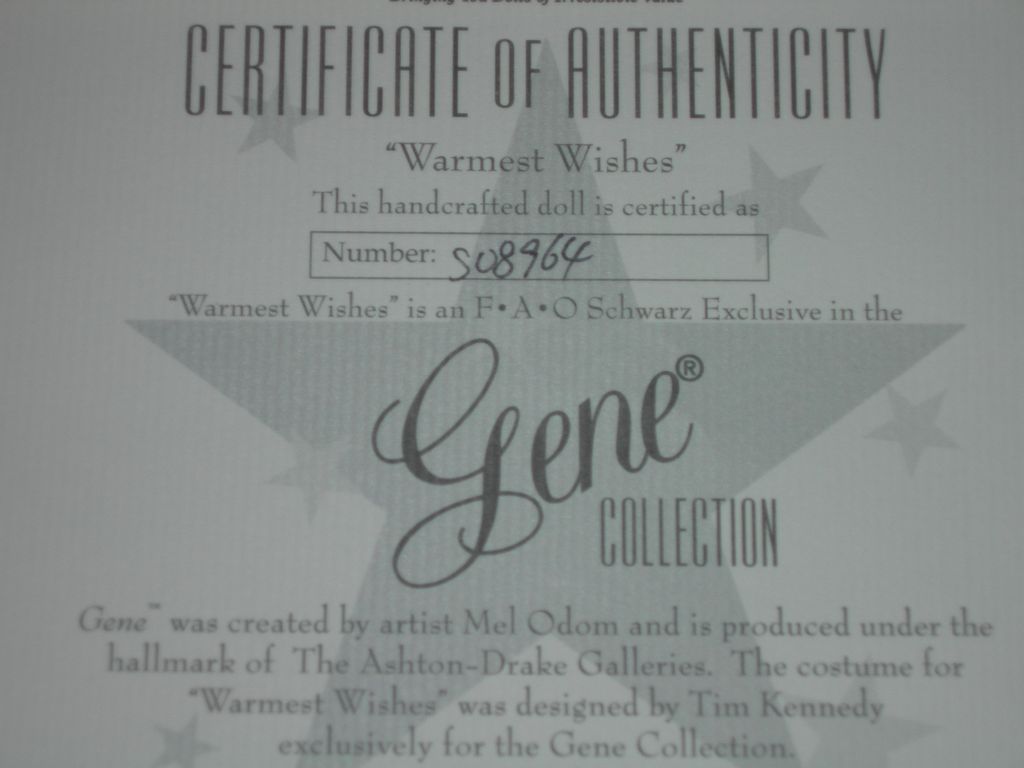 CERTIFICATE OF AUTHENTICITY
"Warmest Wishes"
This handcrafted doll is certified as
Number: S08964
"Warmest Wishes" is an F•A•O Schwarz Exclusive in the
Gene®
COLLECTION
Gene™ was created by artist Mel Odom and is produced under the
hallmark of The Ashton-Drake Galleries. The costume for
"Warmest Wishes" was designed by Tim Kennedy
exclusively for the Gene Collection.